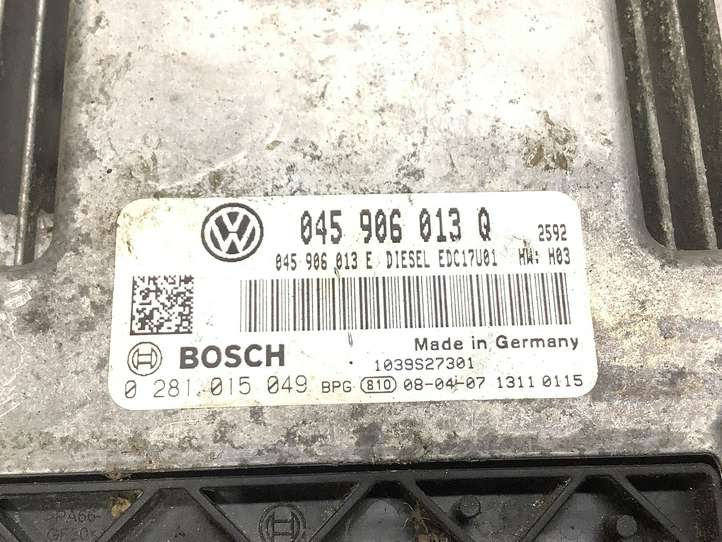 045 906 013 Q 2592
045 906 013 E DIESEL EDC17U01 HW: H03
Made in Germany
BOSCH 1039S27301
0 281 015 049 BPG 810 08-04-07 1311 0115
PA66-